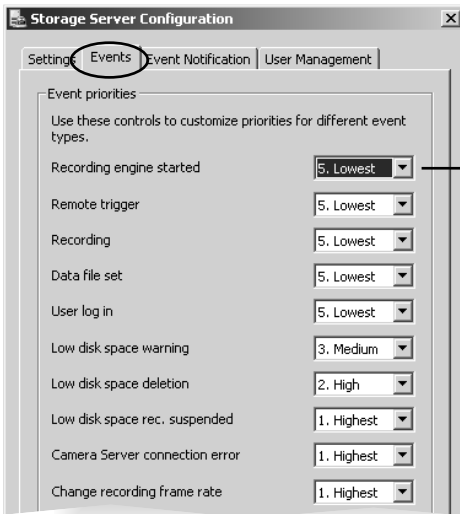 Storage Server Configuration
Settings Events Event Notification User Management
Event priorities
Use these controls to customize priorities for different event
types.
Recording engine started 5. Lowest
Remote trigger 5. Lowest
Recording 5. Lowest
Data file set 5. Lowest
User log in 5. Lowest
Low disk space warning 3. Medium
Low disk space deletion 2. High
Low disk space rec. suspended 1. Highest
Camera Server connection error 1. Highest
Change recording frame rate 1. Highest